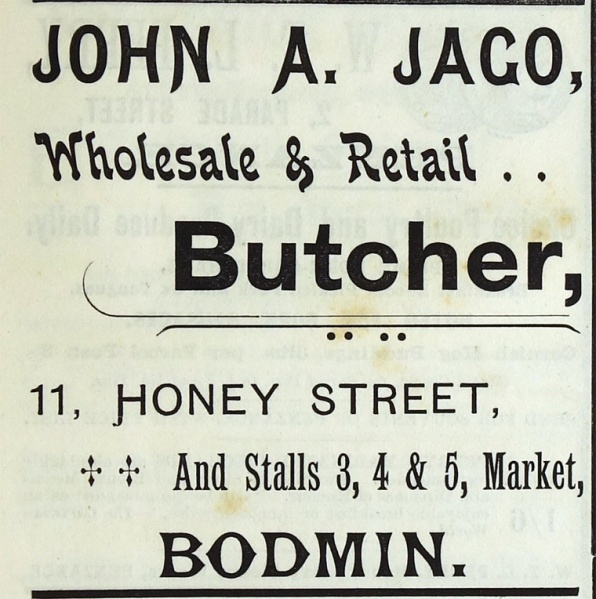 JOHN A. JAGO,
Wholesale & Retail . .
Butcher,
11, HONEY STREET,
And Stalls 3, 4 & 5, Market,
BODMIN.